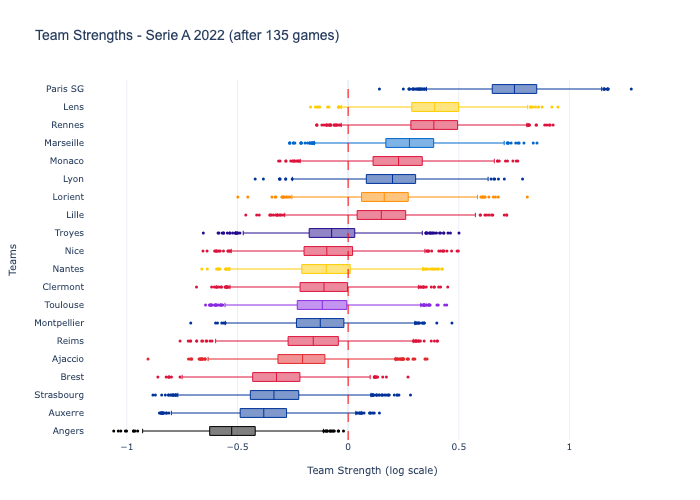 Team Strengths - Serie A 2022 (after 135 games)
Paris SG
Lens
Rennes
Marseille
Monaco
Lyon
Lorient
Lille
Troyes
Nice
Nantes
Clermont
Toulouse
Montpellier
Reims
Ajaccio
Brest
Strasbourg
Auxerre
Angers
Teams
−1 −0.5 0 0.5 1
Team Strength (log scale)